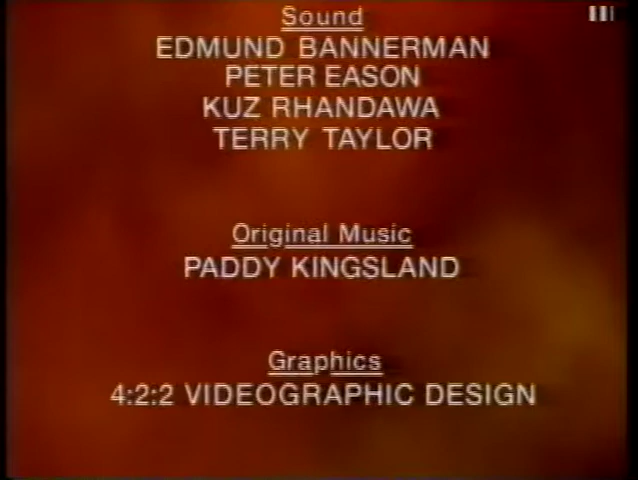 Sound
EDMUND BANNERMAN
PETER EASON
KUZ RHANDAWA
TERRY TAYLOR
Original Music
PADDY KINGSLAND
Graphics
4:2:2 VIDEOGRAPHIC DESIGN